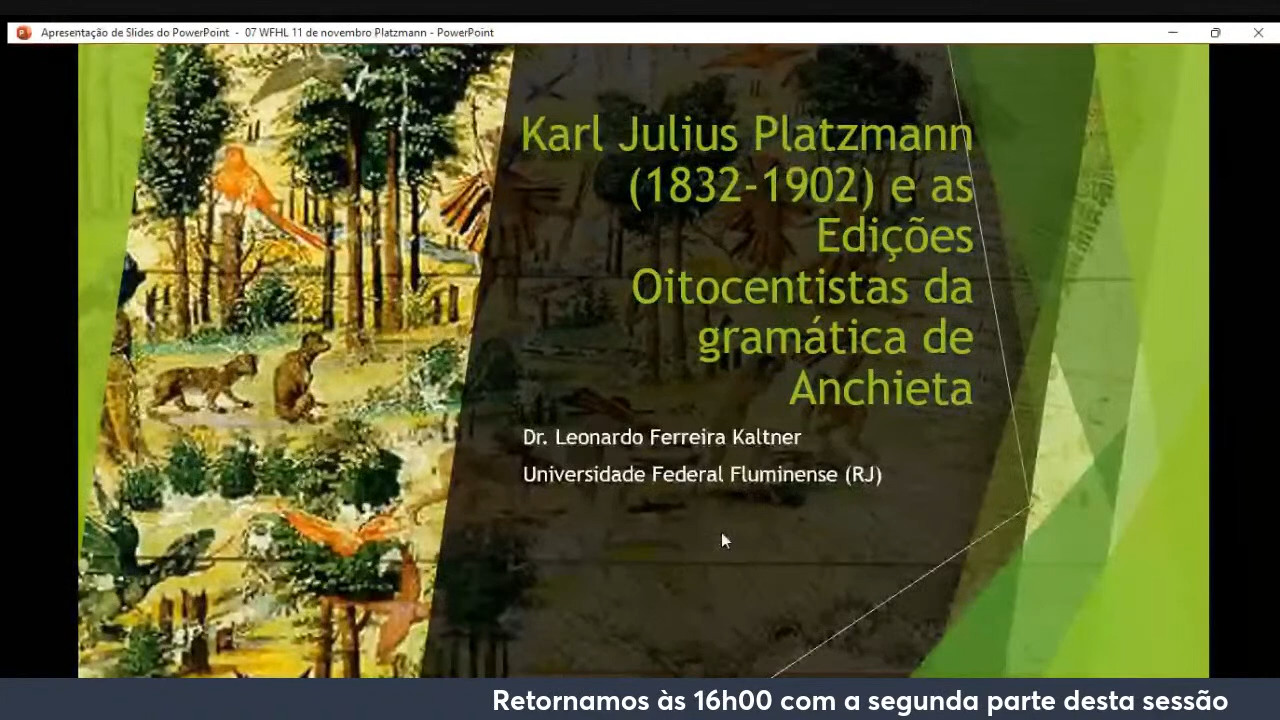 Apresentação de Slides do PowerPoint - 07 WFHL 11 de novembro Platzmann - PowerPoint
Karl Julius Platzmann
(1832-1902) e as
Edições
Oitocentistas da
gramática de
Anchieta
Dr. Leonardo Ferreira Kaltner
Universidade Federal Fluminense (RJ)
Retornamos às 16h00 com a segunda parte desta sessão